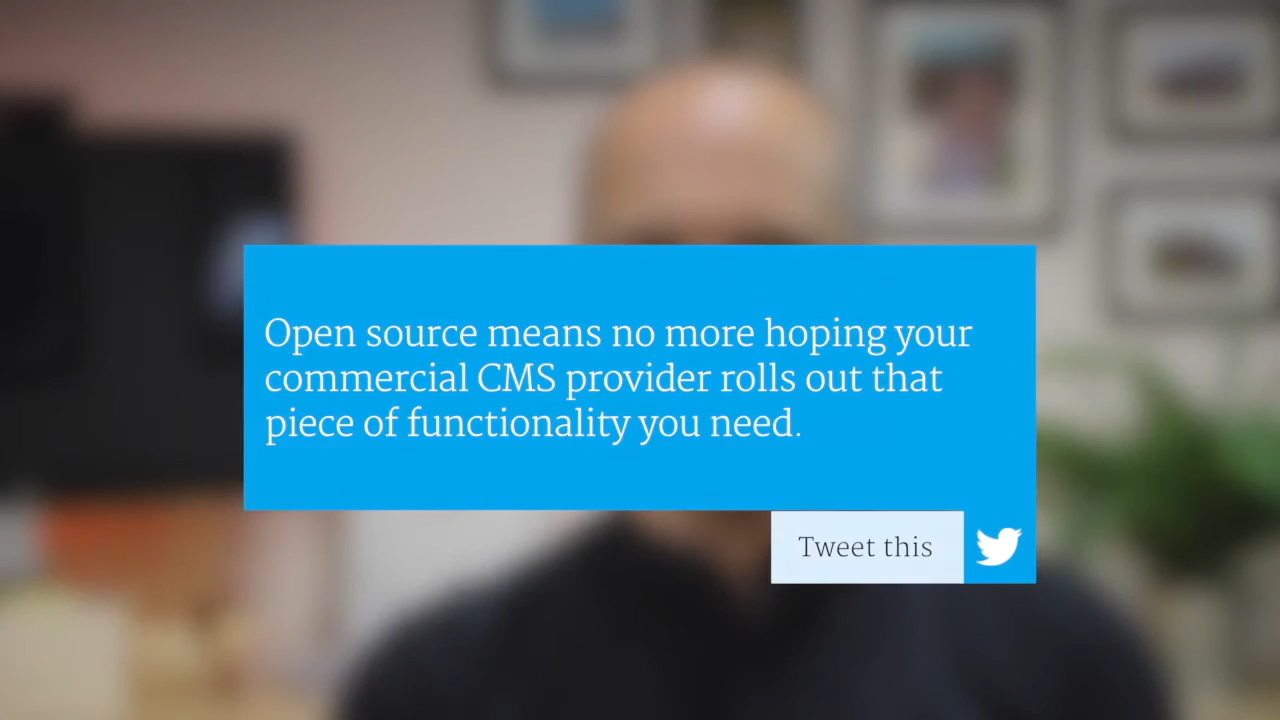 Open source means no more hoping your
commercial CMS provider rolls out that
piece of functionality you need.
Tweet this